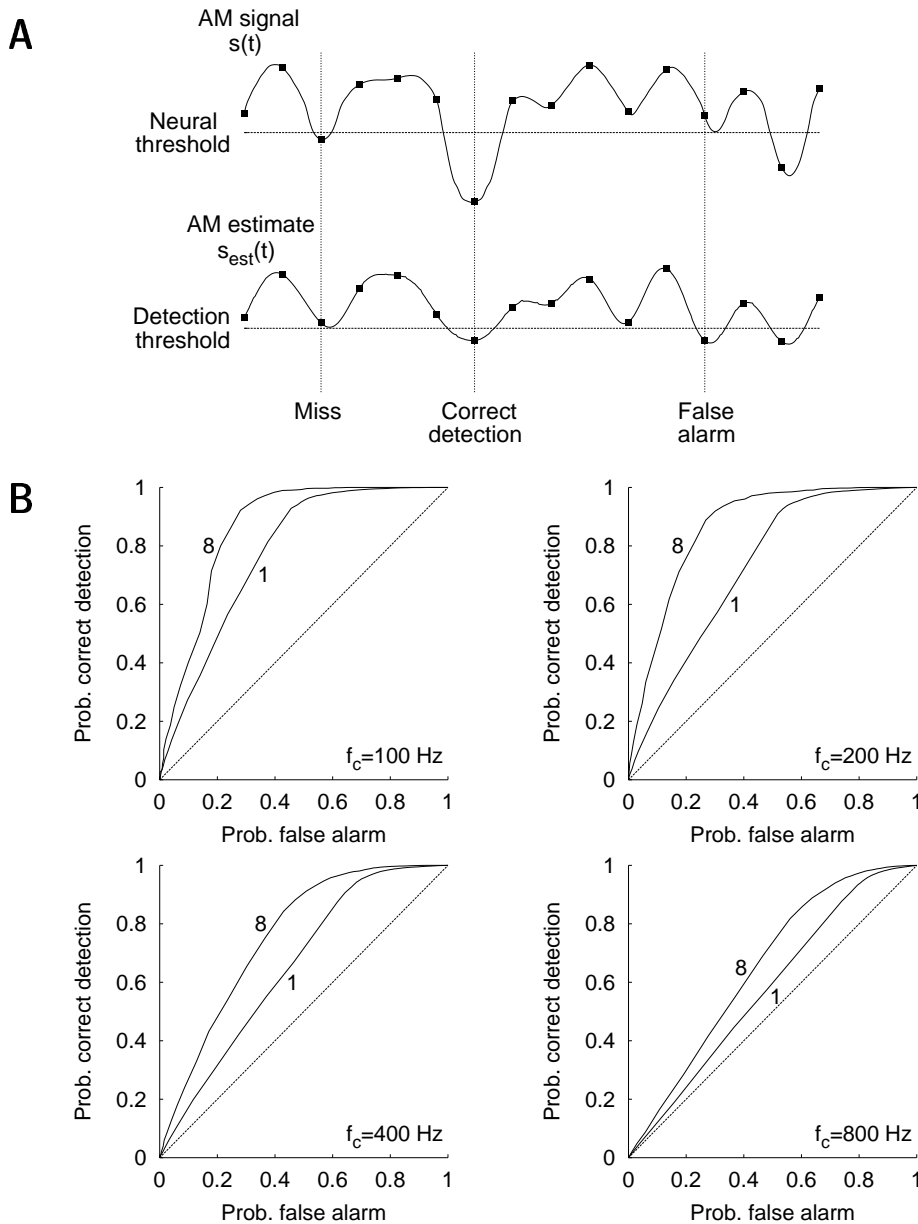 A
AM signal
s(t)
Neural
threshold
AM estimate
s_est(t)
Detection
threshold
Miss
Correct
detection
False
alarm
B
Prob. correct detection
1
0.8
0.6
0.4
0.2
0
8
1
f_c=100 Hz
0 0.2 0.4 0.6 0.8 1
Prob. false alarm
Prob. correct detection
1
0.8
0.6
0.4
0.2
0
8
1
f_c=200 Hz
0 0.2 0.4 0.6 0.8 1
Prob. false alarm
Prob. correct detection
1
0.8
0.6
0.4
0.2
0
8
1
f_c=400 Hz
0 0.2 0.4 0.6 0.8 1
Prob. false alarm
Prob. correct detection
1
0.8
0.6
0.4
0.2
0
8
1
f_c=800 Hz
0 0.2 0.4 0.6 0.8 1
Prob. false alarm